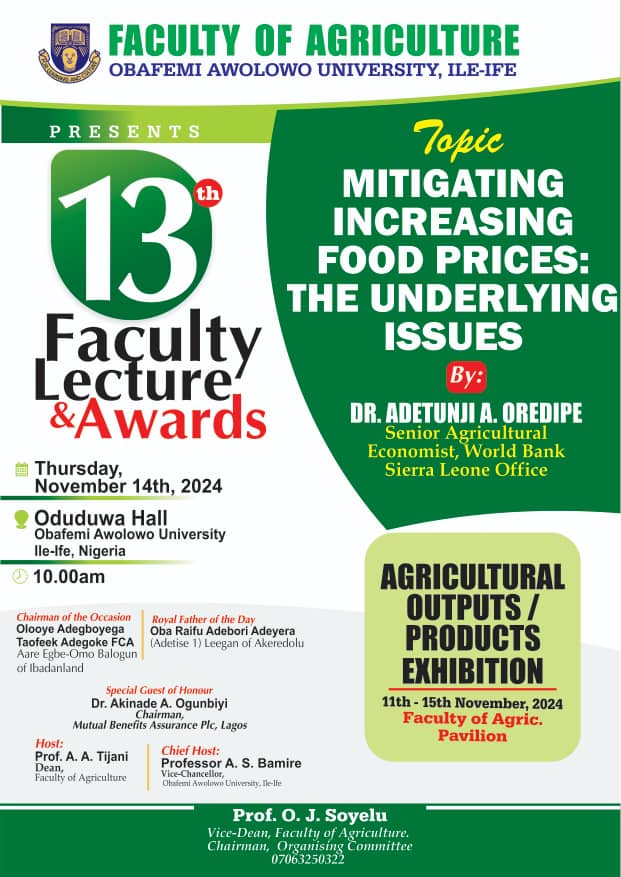 FACULTY OF AGRICULTURE
OBAFEMI AWOLOWO UNIVERSITY, ILE-IFE
PRESENTS
13th
Faculty
Lecture
&Awards
Thursday,
November 14th, 2024
Oduduwa Hall
Obafemi Awolowo University
Ile-Ife, Nigeria
10.00am
Topic
MITIGATING
INCREASING
FOOD PRICES:
THE UNDERLYING
ISSUES
By:
DR. ADETUNJI A. OREDIPE
Senior Agricultural
Economist, World Bank
Sierra Leone Office
AGRICULTURAL
OUTPUTS /
PRODUCTS
EXHIBITION
11th - 15th November, 2024
Faculty of Agric.
Pavilion
Chairman of the Occasion
Olooye Adegboyega
Taofeek Adegoke FCA
Aare Egbe-Omo Balogun
of Ibadanland
Royal Father of the Day
Oba Raifu Adebori Adeyera
(Adetise 1) Leegan of Akeredolu
Special Guest of Honour
Dr. Akinade A. Ogunbiyi
Chairman,
Mutual Benefits Assurance Plc, Lagos
Host:
Prof. A. A. Tijani
Dean,
Faculty of Agriculture
Chief Host:
Professor A. S. Bamire
Vice-Chancellor,
Obafemi Awolowo University, Ile-Ife
Prof. O. J. Soyelu
Vice-Dean, Faculty of Agriculture.
Chairman, Organising Committee
07063250322